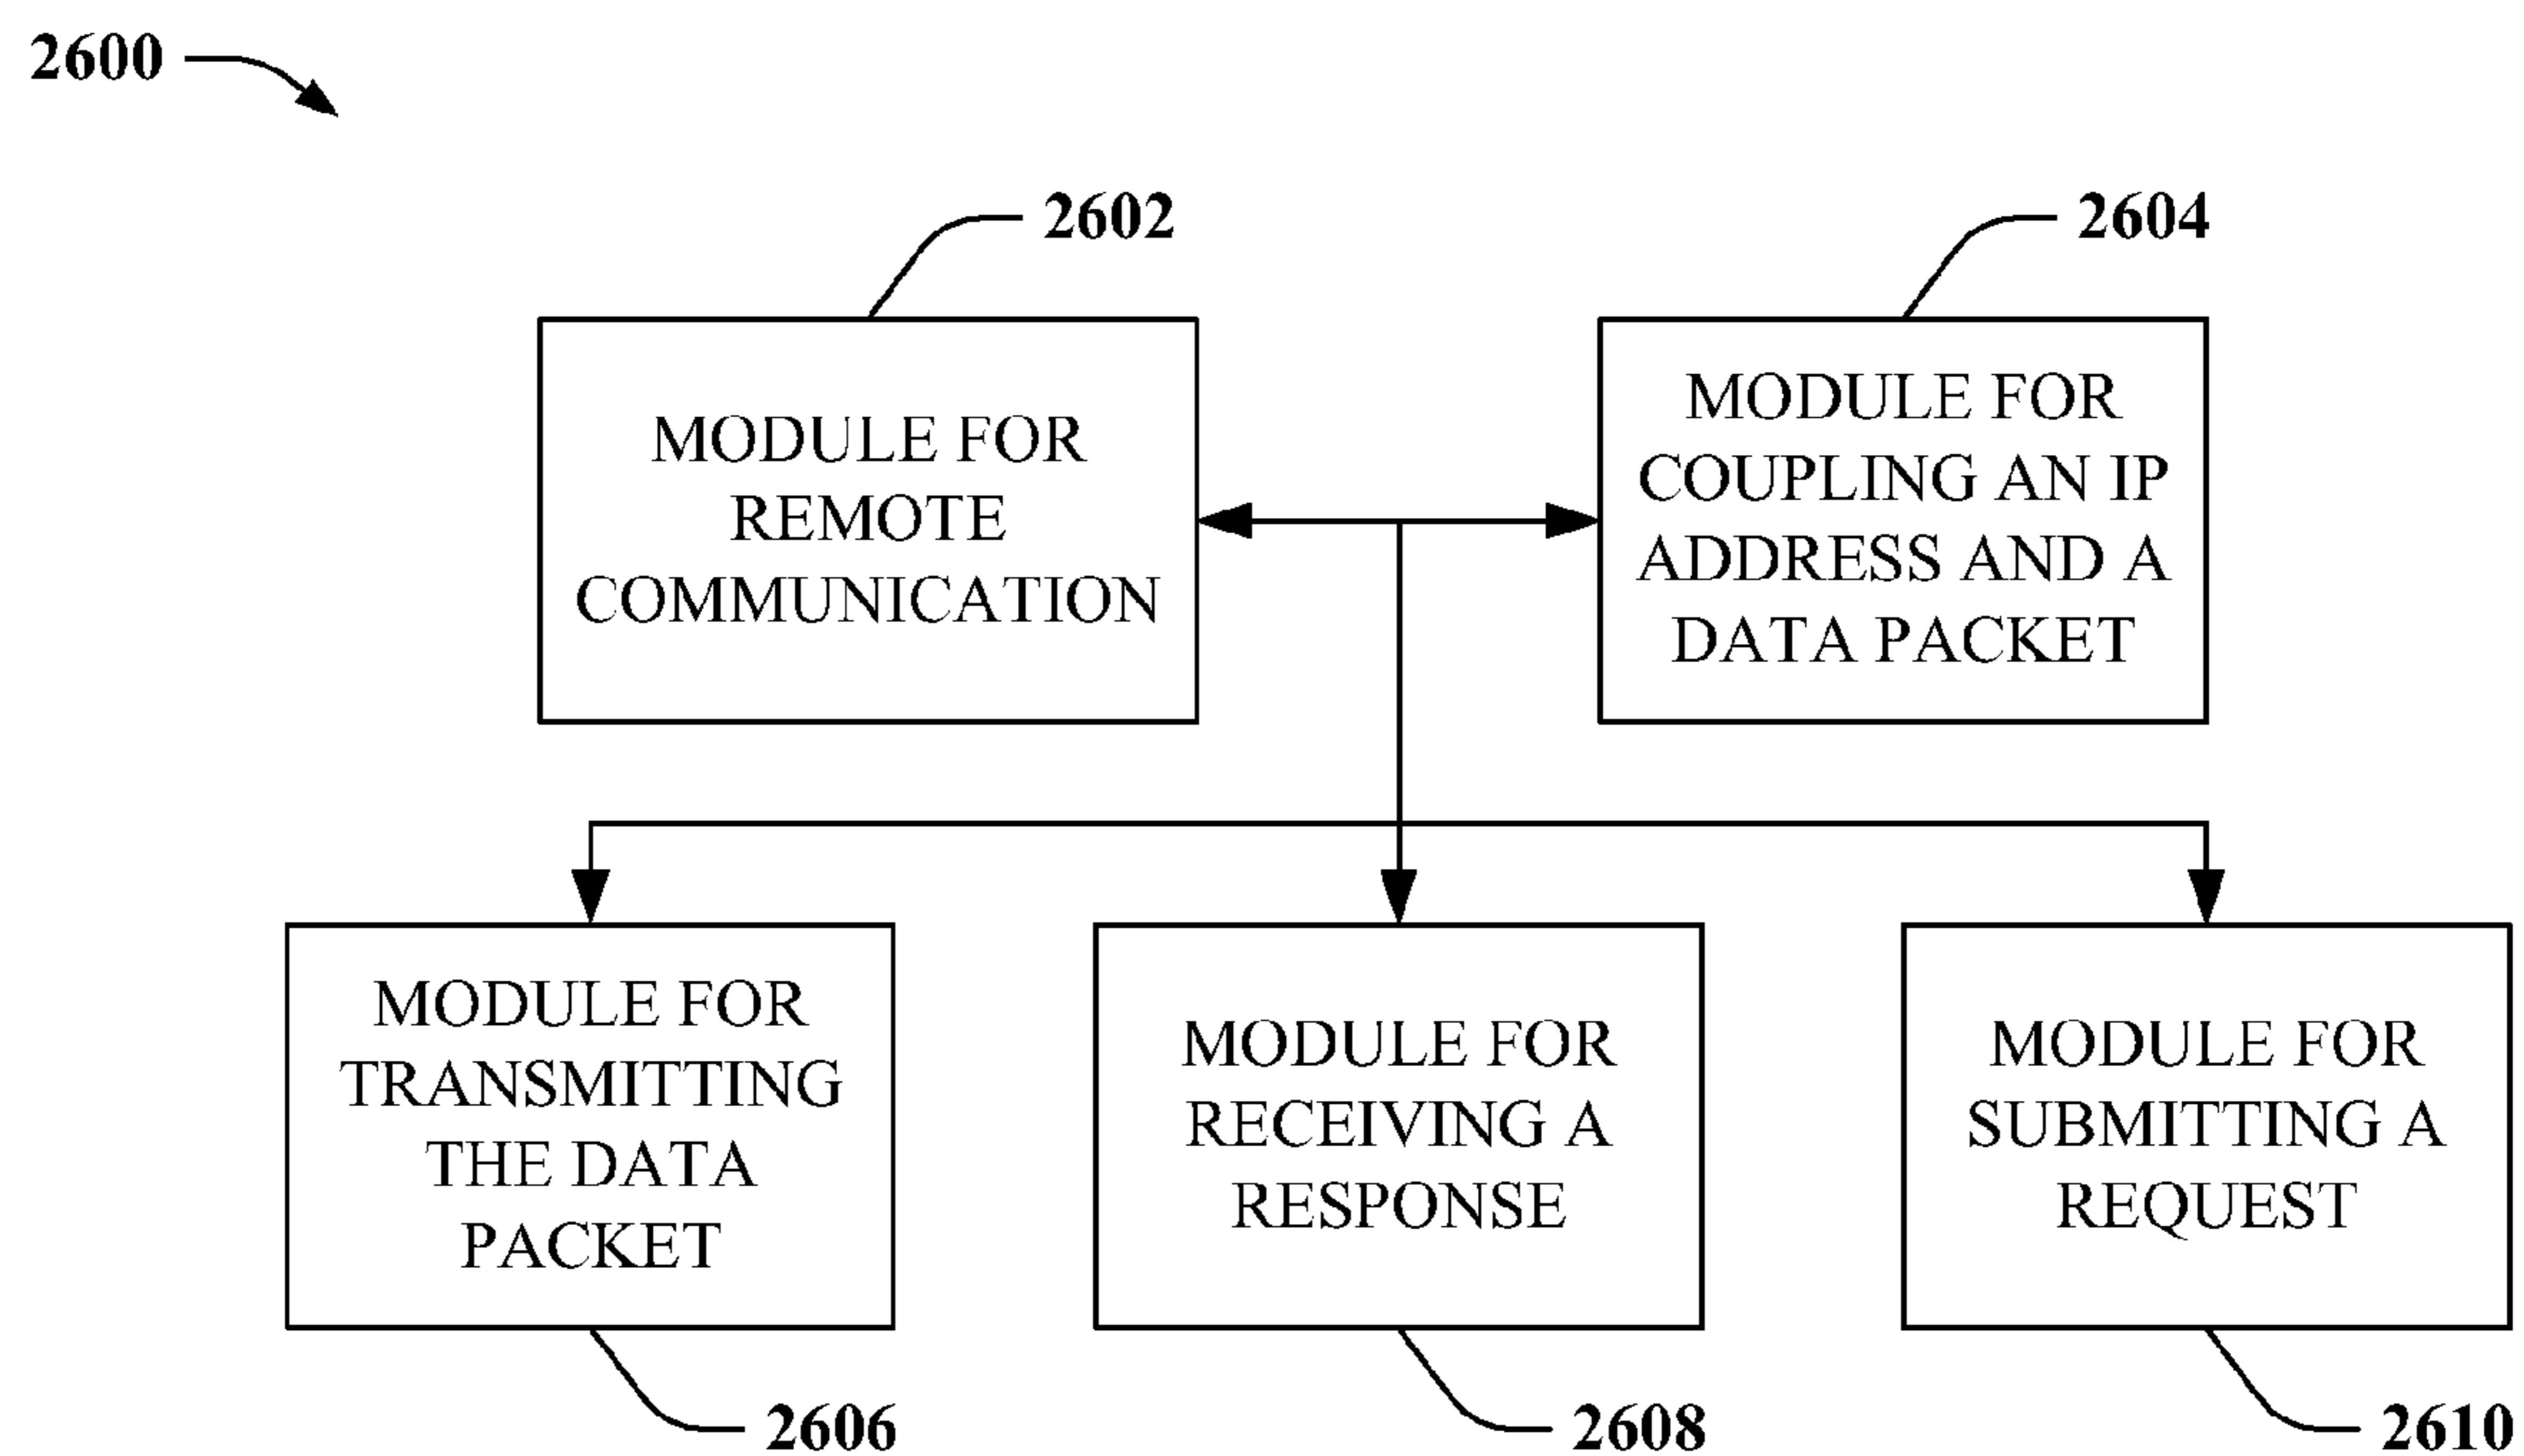 2600
2602
2604
MODULE FOR
REMOTE
COMMUNICATION
MODULE FOR
COUPLING AN IP
ADDRESS AND A
DATA PACKET
MODULE FOR
TRANSMITTING
THE DATA
PACKET
MODULE FOR
RECEIVING A
RESPONSE
MODULE FOR
SUBMITTING A
REQUEST
2606
2608
2610